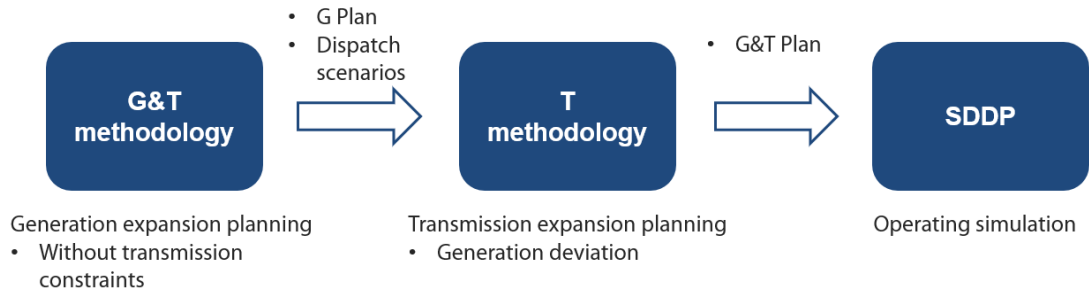 • G Plan
• Dispatch
scenarios
• G&T Plan
G&T
methodology
T
methodology
SDDP
Generation expansion planning
• Without transmission
constraints
Transmission expansion planning
• Generation deviation
Operating simulation